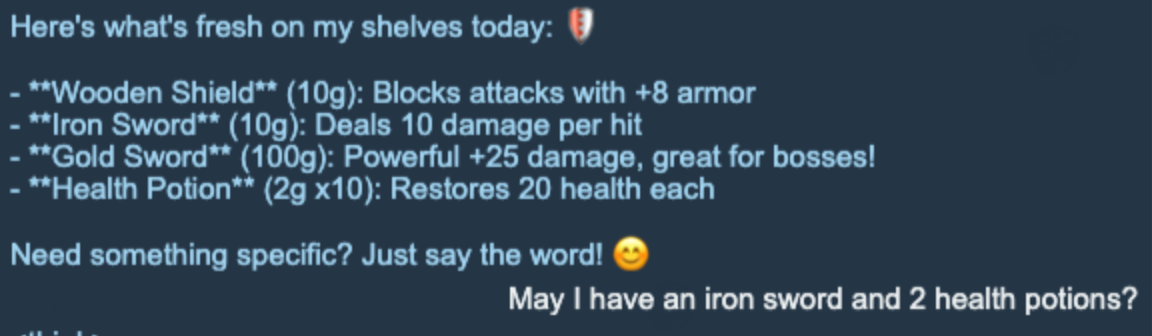 Here's what's fresh on my shelves today: 🛡️
- **Wooden Shield** (10g): Blocks attacks with +8 armor
- **Iron Sword** (10g): Deals 10 damage per hit
- **Gold Sword** (100g): Powerful +25 damage, great for bosses!
- **Health Potion** (2g x10): Restores 20 health each
Need something specific? Just say the word! 😊
May I have an iron sword and 2 health potions?